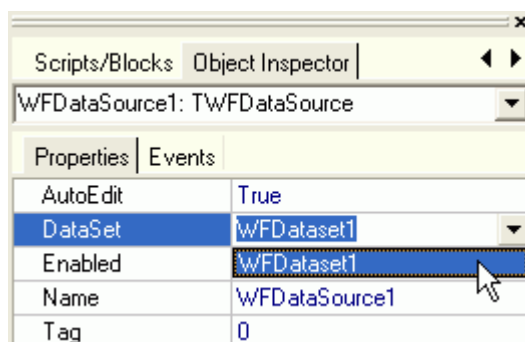 Scripts/Blocks Object Inspector
WFDataSource1: TWFDataSource
Properties Events
AutoEdit True
DataSet WFDataset1
Enabled WFDataset1
Name WFDataSource1
Tag 0